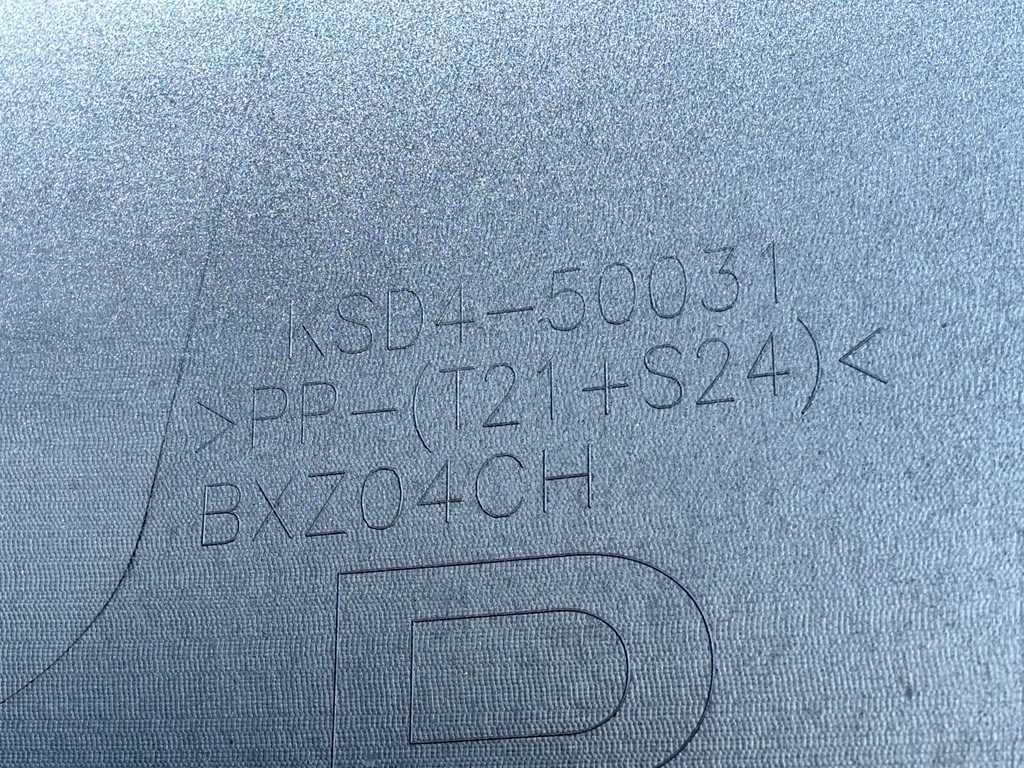 KSD4-50031
>PP-(T21+S24)<
BXZ04CH
D